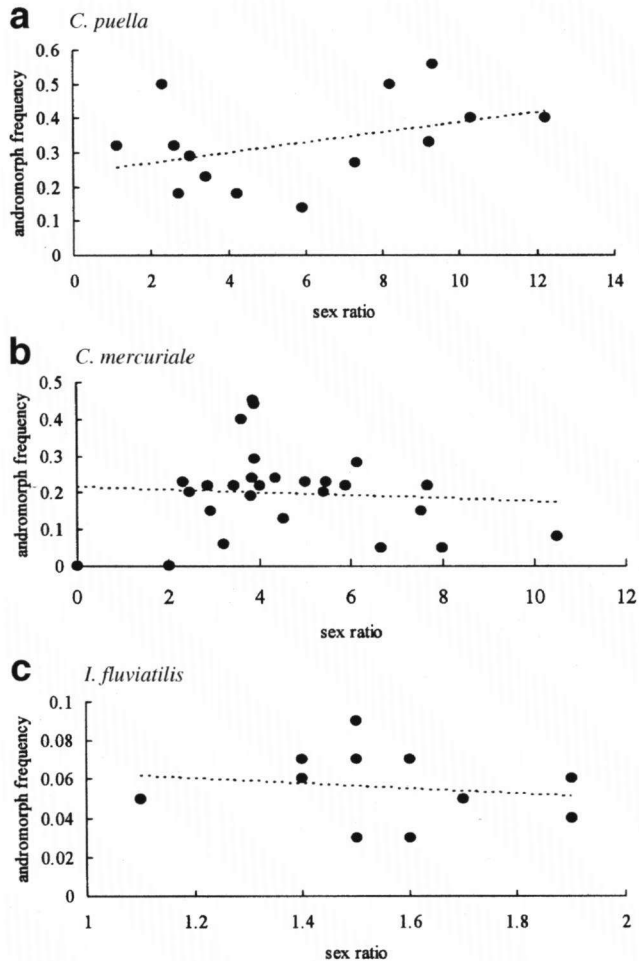 a C. puella
0.6
0.5
0.4
0.3
0.2
0.1
0
andromorph frequency
0 2 4 6 8 10 12 14
sex ratio
b C. mercuriale
0.5
0.4
0.3
0.2
0.1
0
andromorph frequency
0 2 4 6 8 10 12
sex ratio
c I. fluviatilis
0.1
0.08
0.06
0.04
0.02
0
andromorph frequency
1 1.2 1.4 1.6 1.8 2
sex ratio